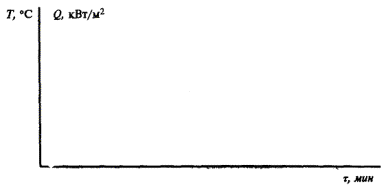 T, °C Q, кВт/м²
τ, мин